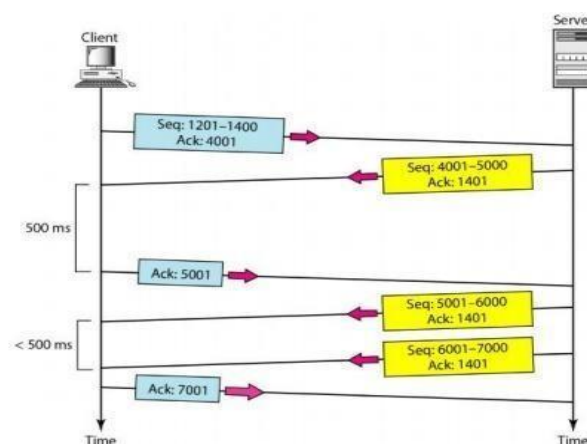 Client
Serve
Seq: 1201–1400
Ack: 4001
Seq: 4001–5000
Ack: 1401
500 ms
Ack: 5001
Seq: 5001–6000
Ack: 1401
< 500 ms
Seq: 6001–7000
Ack: 1401
Ack: 7001
Time
Time